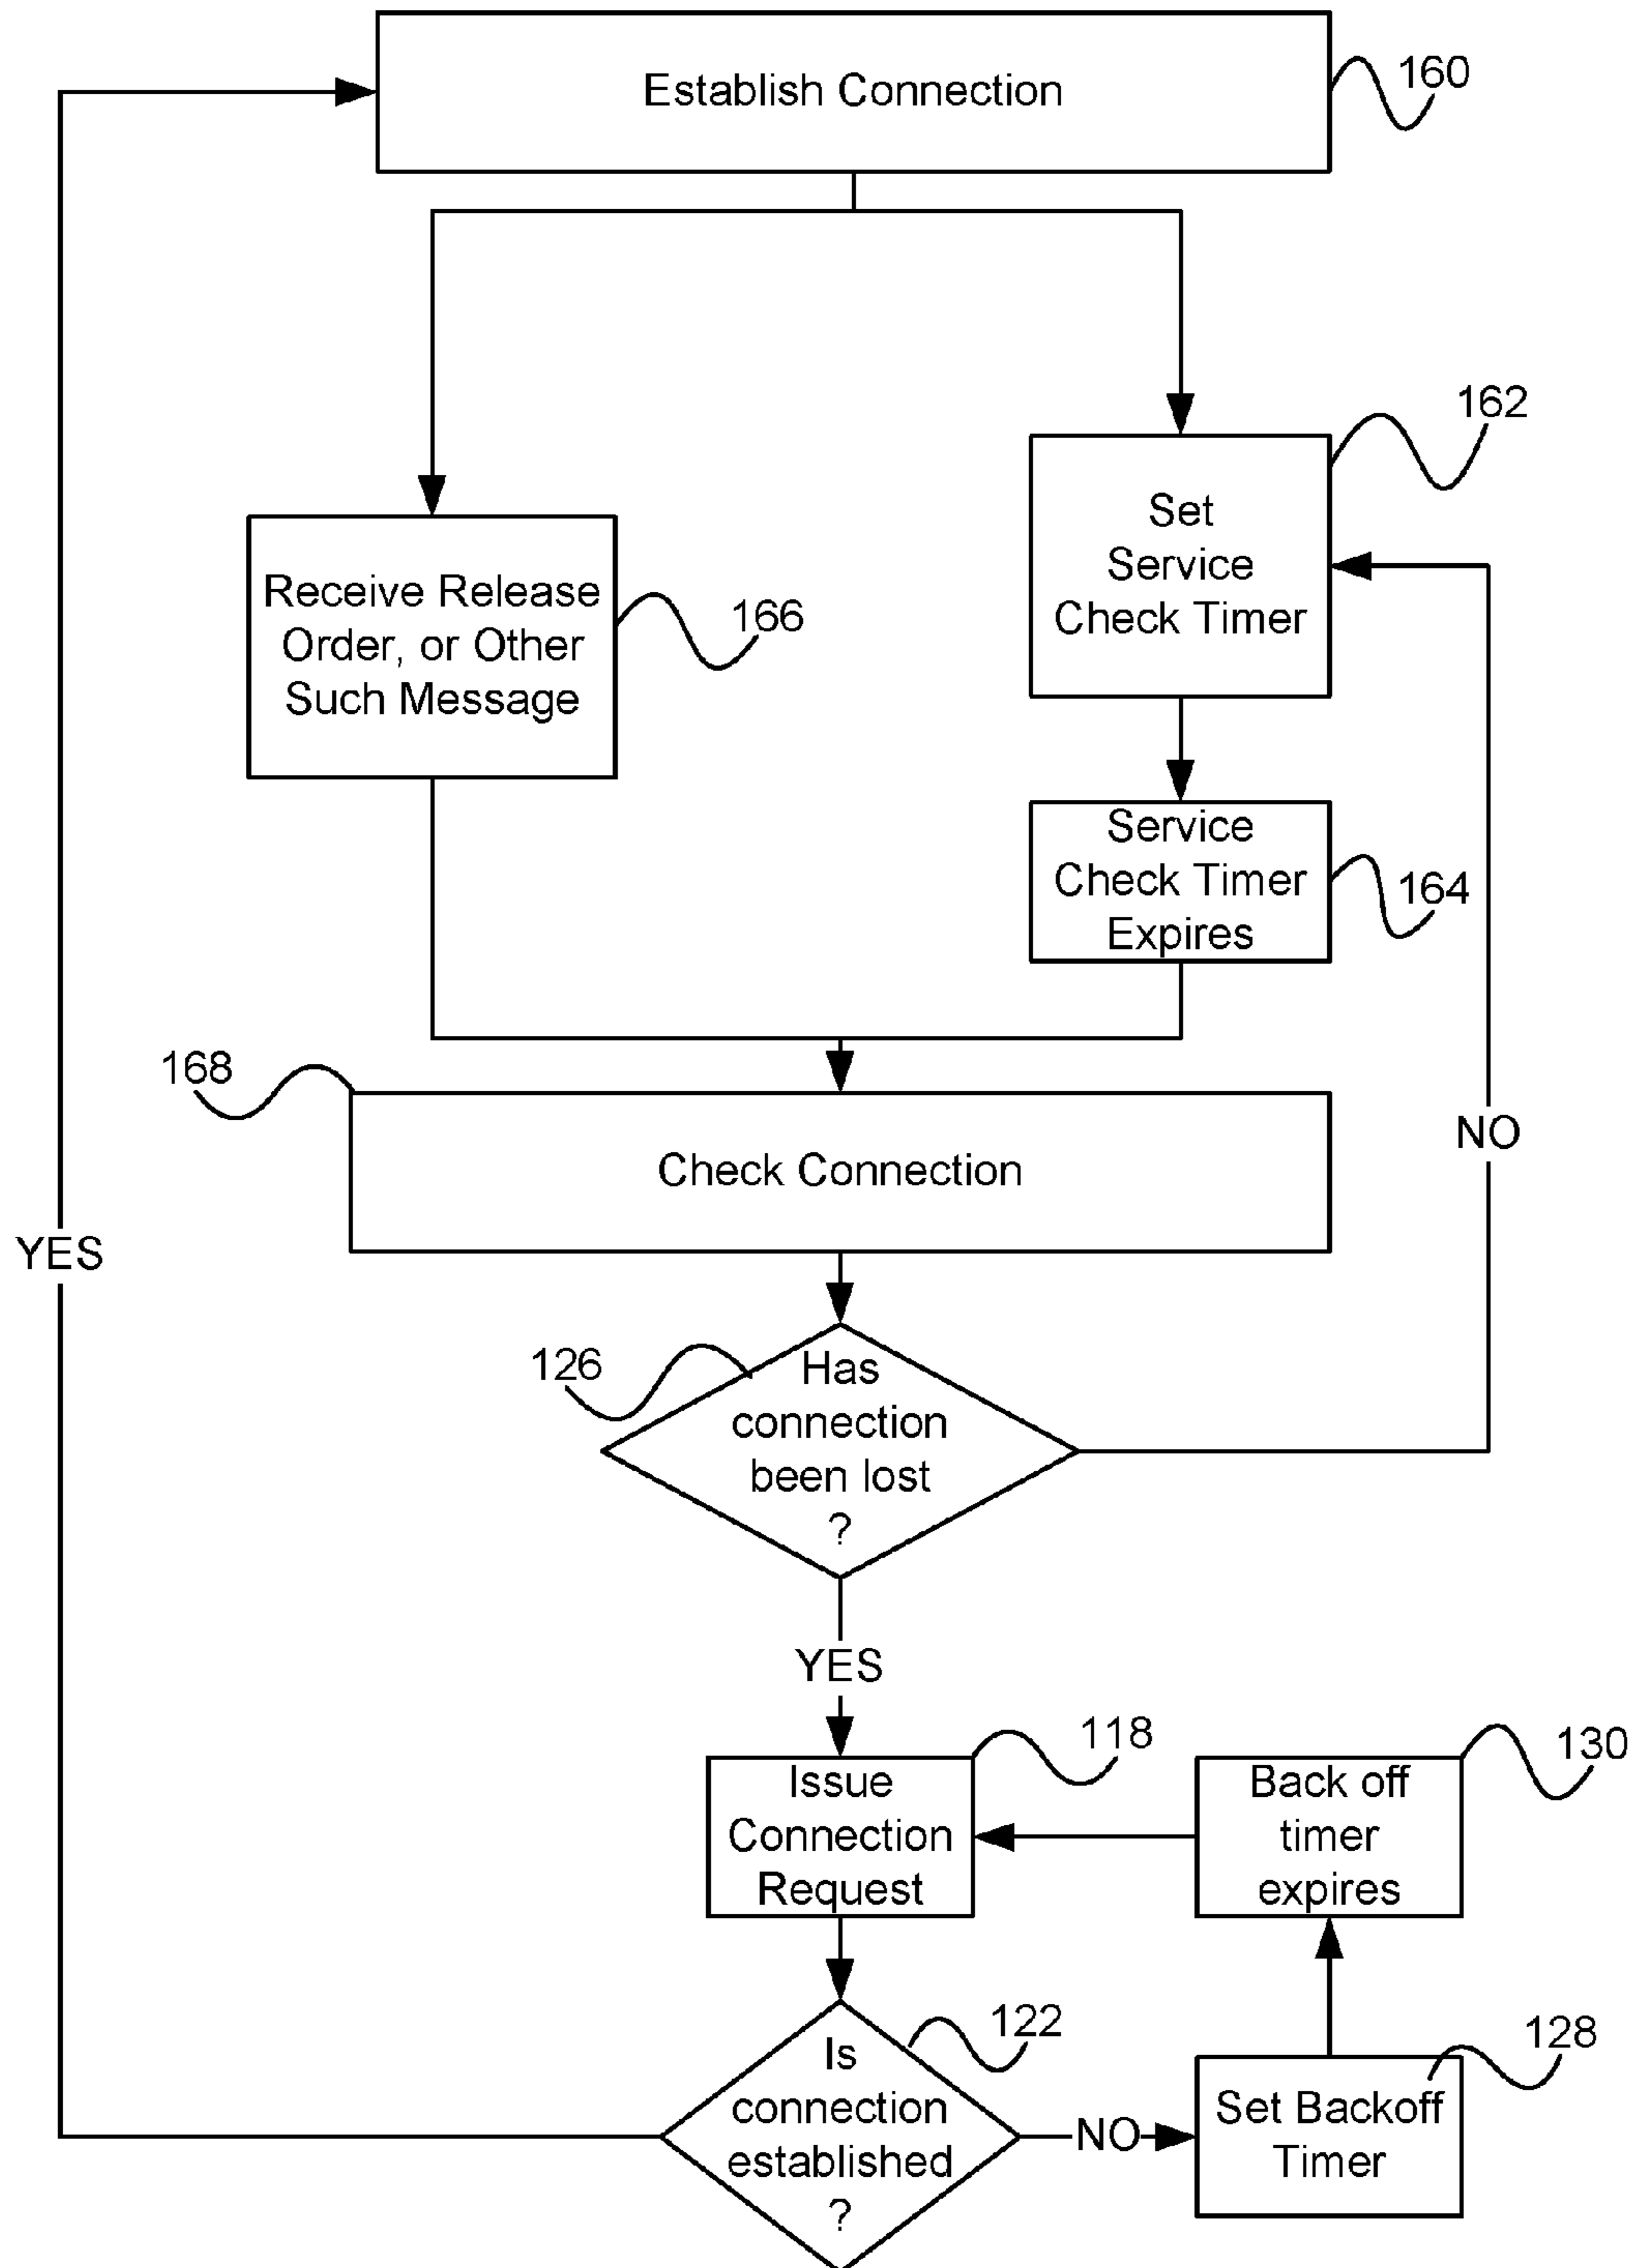 Establish Connection
160
162
Set
Service
Check Timer
Receive Release
Order, or Other
Such Message
166
Service
Check Timer
Expires
164
168
Check Connection
NO
YES
126
Has
connection
been lost
?
YES
118
Issue
Connection
Request
130
Back off
timer
expires
122
Is
connection
established
?
NO
128
Set Backoff
Timer